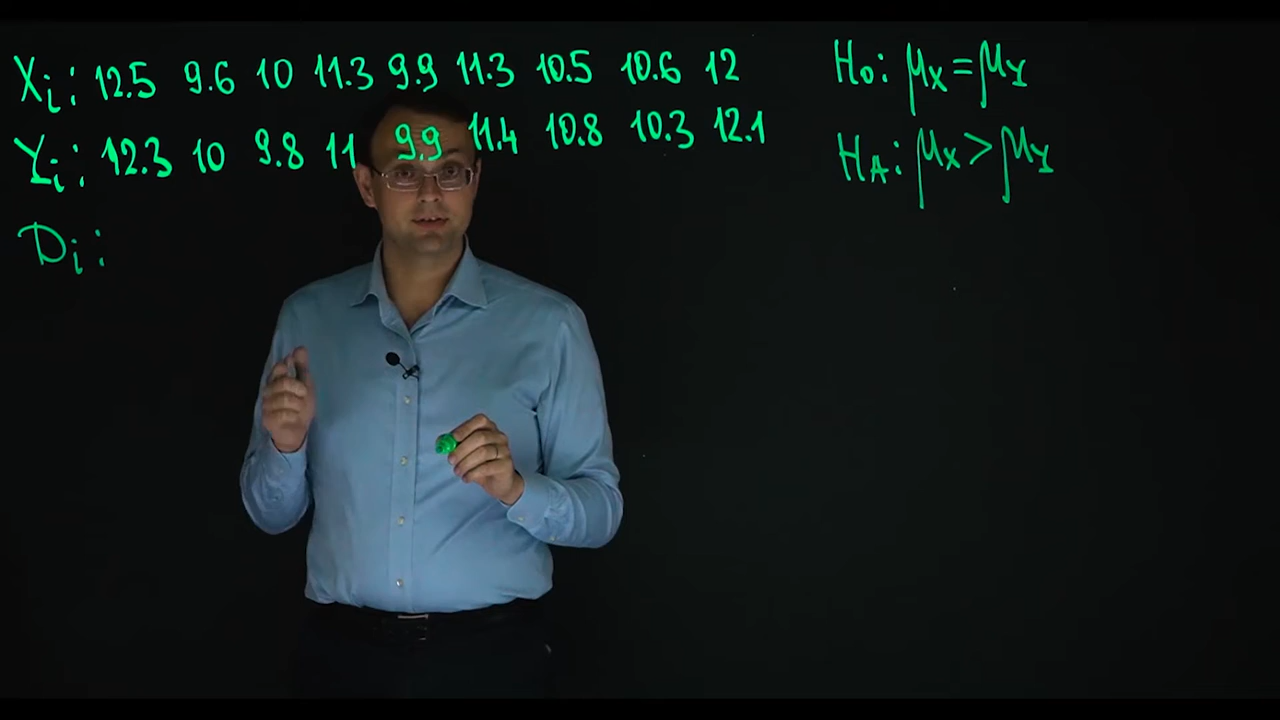 Xi: 12.5 9.6 10 11.3 9.9 11.3 10.5 10.6 12
Yi: 12.3 10 9.8 11 9.9 11.4 10.8 10.3 12.1
Di:
H0: μX = μY
HA: μX > μY